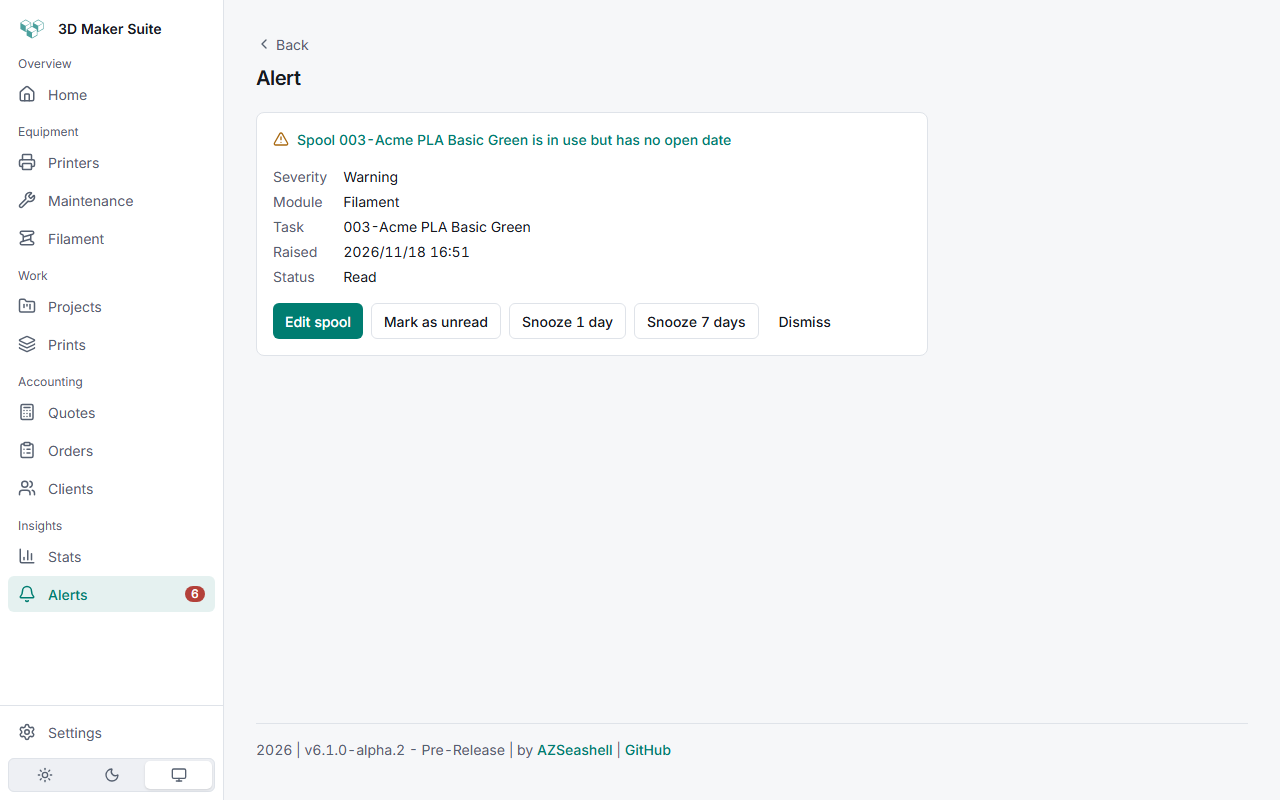 3D Maker Suite
Overview
Home
Equipment
Printers
Maintenance
Filament
Work
Projects
Prints
Accounting
Quotes
Orders
Clients
Insights
Stats
Alerts 6
Settings
Back
Alert
Spool 003-Acme PLA Basic Green is in use but has no open date
Severity Warning
Module Filament
Task 003-Acme PLA Basic Green
Raised 2026/11/18 16:51
Status Read
Edit spool Mark as unread Snooze 1 day Snooze 7 days Dismiss
2026 | v6.1.0-alpha.2 - Pre-Release | by AZSeashell | GitHub